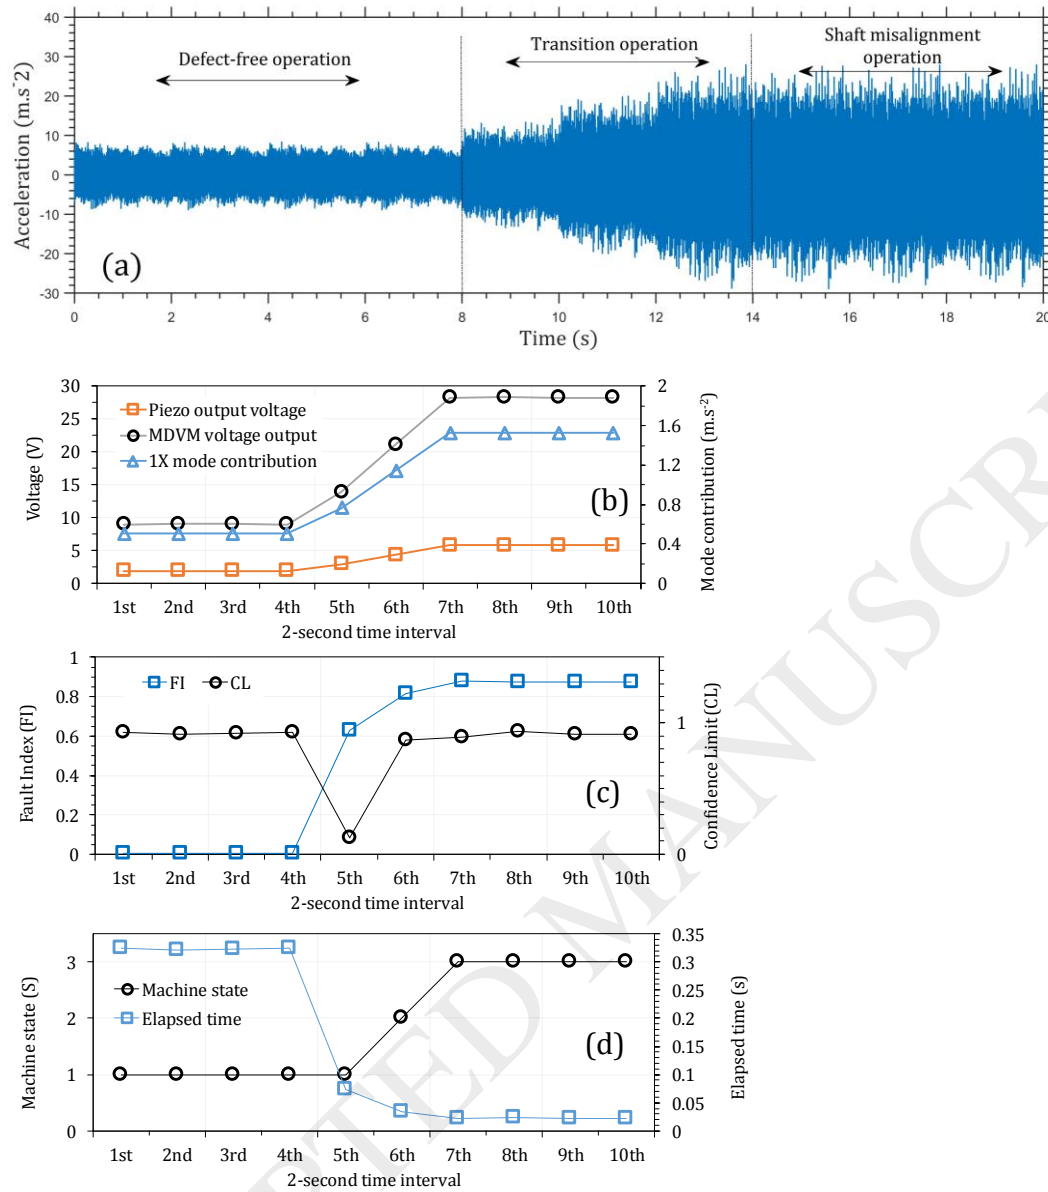 40
30
20
10
0
-10
-20
-30
Acceleration (m.s-2)
Defect-free operation
Transition operation
Shaft misalignment
operation
(a)
0 2 4 6 8 10 12 14 16 18 20
Time (s)
30
25
20
15
10
5
0
Voltage (V)
Piezo output voltage
MDVM voltage output
1X mode contribution
(b)
2
1.6
1.2
0.8
0.4
0
Mode contribution (m.s-2)
1st 2nd 3rd 4th 5th 6th 7th 8th 9th 10th
2-second time interval
1
0.8
0.6
0.4
0.2
0
Fault Index (FI)
FI CL
(c)
1
0
Confidence Limit (CL)
1st 2nd 3rd 4th 5th 6th 7th 8th 9th 10th
2-second time interval
3
2
1
0
Machine state (S)
Machine state
Elapsed time
(d)
0.35
0.3
0.25
0.2
0.15
0.1
0.05
0
Elapsed time (s)
1st 2nd 3rd 4th 5th 6th 7th 8th 9th 10th
2-second time interval